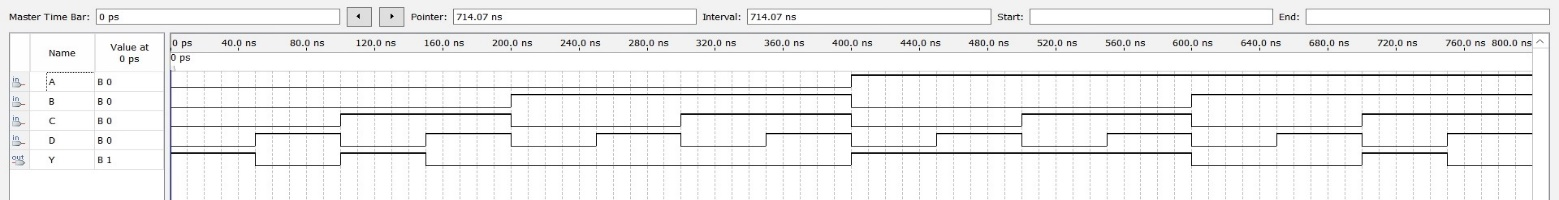 Master Time Bar: 0 ps Pointer: 714.07 ns Interval: 714.07 ns Start: End:
Name Value at 0 ps
0 ps 40.0 ns 80.0 ns 120.0 ns 160.0 ns 200.0 ns 240.0 ns 280.0 ns 320.0 ns 360.0 ns 400.0 ns 440.0 ns 480.0 ns 520.0 ns 560.0 ns 600.0 ns 640.0 ns 680.0 ns 720.0 ns 760.0 ns 800.0 ns
0 ps
in A B 0
in B B 0
in C B 0
in D B 0
out Y B 1